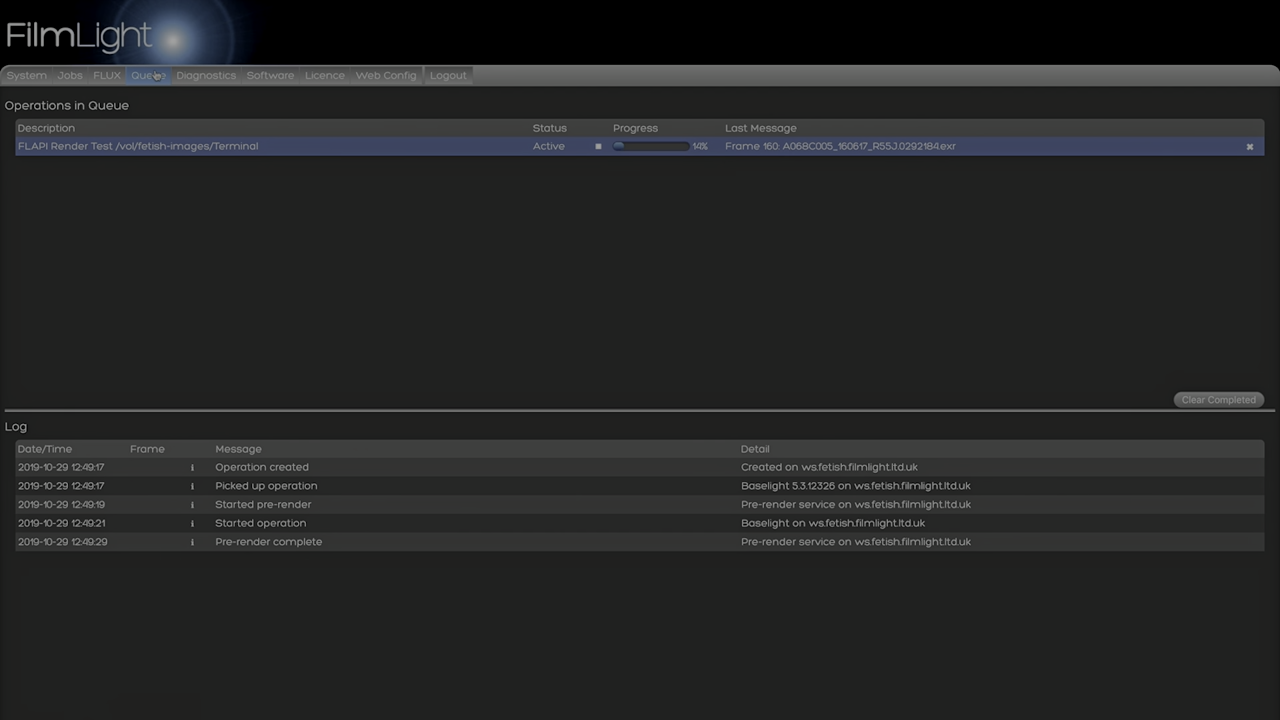 FilmLight
System Jobs FLUX Queue Diagnostics Software Licence Web Config Logout
Operations in Queue
Description Status Progress Last Message
FLAPI Render Test /vol/fetish-images/Terminal Active 14% Frame 160: A068C005_160617_R55J.0292184.exr
Clear Completed
Log
Date/Time Frame Message Detail
2019-10-29 12:49:17 i Operation created Created on ws.fetish.filmlight.ltd.uk
2019-10-29 12:49:17 i Picked up operation Baselight 5.3.12326 on ws.fetish.filmlight.ltd.uk
2019-10-29 12:49:19 i Started pre-render Pre-render service on ws.fetish.filmlight.ltd.uk
2019-10-29 12:49:21 i Started operation Baselight on ws.fetish.filmlight.ltd.uk
2019-10-29 12:49:29 i Pre-render complete Pre-render service on ws.fetish.filmlight.ltd.uk